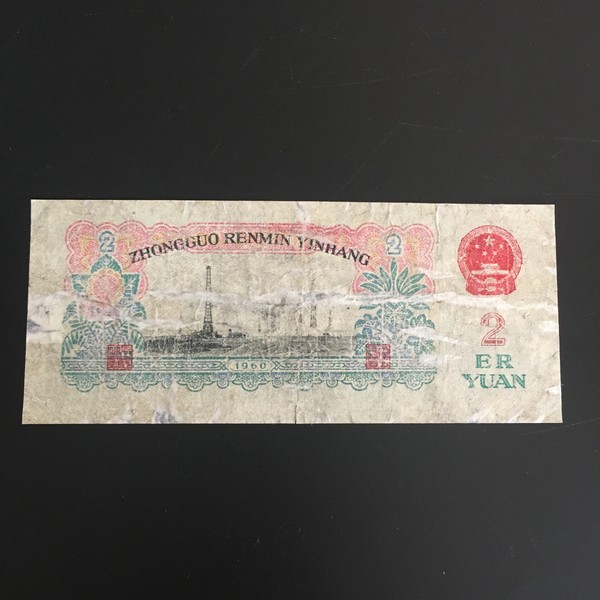 2
2
ZHONGGUO RENMIN YINHANG
2
ER
YUAN
1960